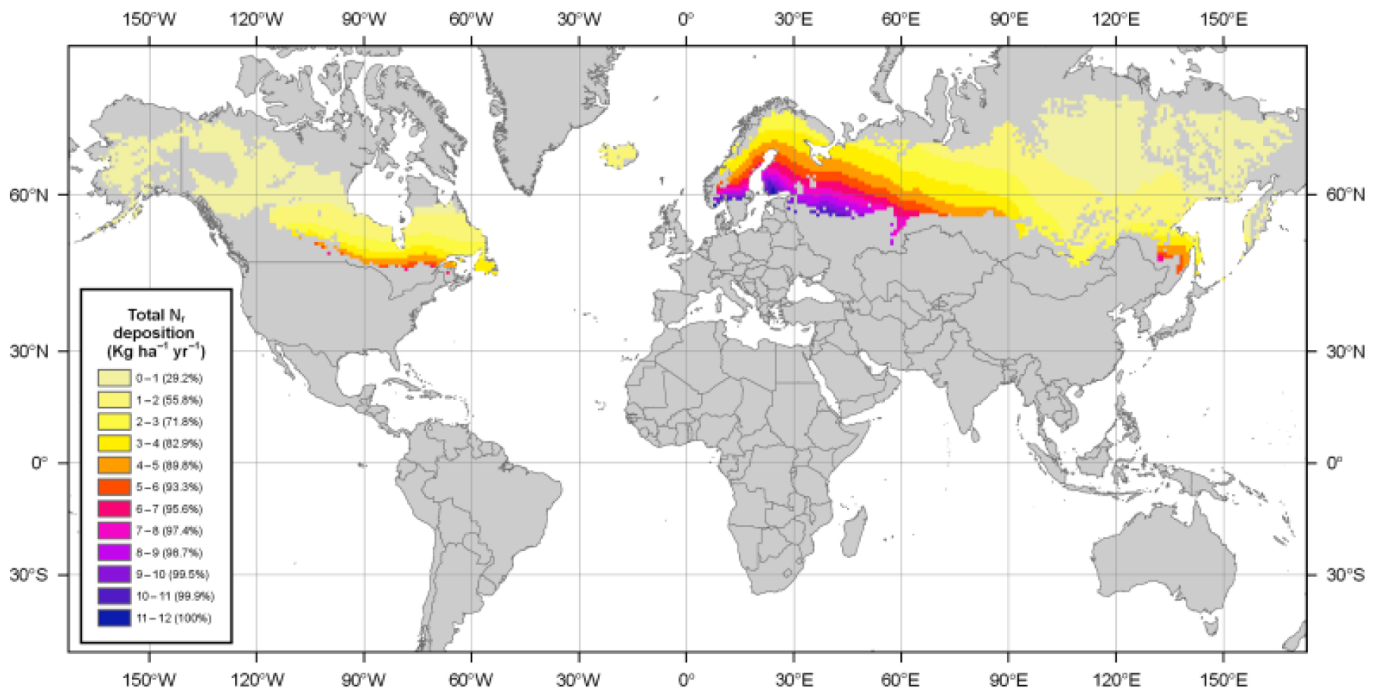 150°W 120°W 90°W 60°W 30°W 0° 30°E 60°E 90°E 120°E 150°E
60°N 60°N
Total Nr
deposition
(Kg ha⁻¹ yr⁻¹)
30°N 30°N
0–1 (29.2%)
1–2 (55.8%)
2–3 (71.8%)
3–4 (82.9%)
0° 0°
4–5 (89.8%)
5–6 (93.3%)
6–7 (95.6%)
7–8 (97.4%)
8–9 (98.7%)
30°S 30°S
9–10 (99.5%)
10–11 (99.9%)
11–12 (100%)
150°W 120°W 90°W 60°W 30°W 0° 30°E 60°E 90°E 120°E 150°E